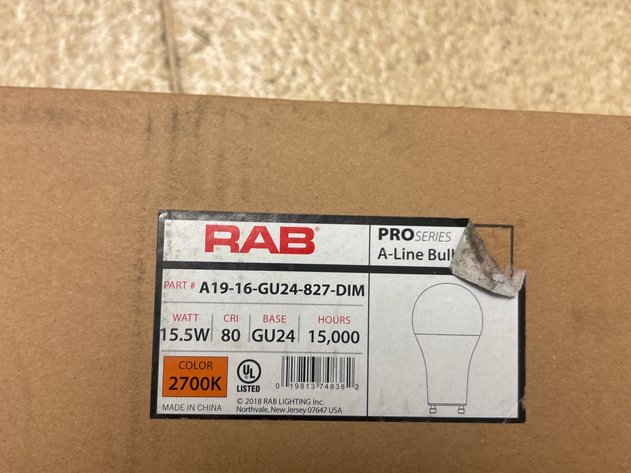 RAB®
PRO SERIES
A-Line Bul
PART # A19-16-GU24-827-DIM
WATT CRI BASE HOURS
15.5W 80 GU24 15,000
COLOR
2700K
UL
LISTED
0 19813 74838 2
MADE IN CHINA
© 2018 RAB LIGHTING Inc.
Northvale, New Jersey 07647 USA